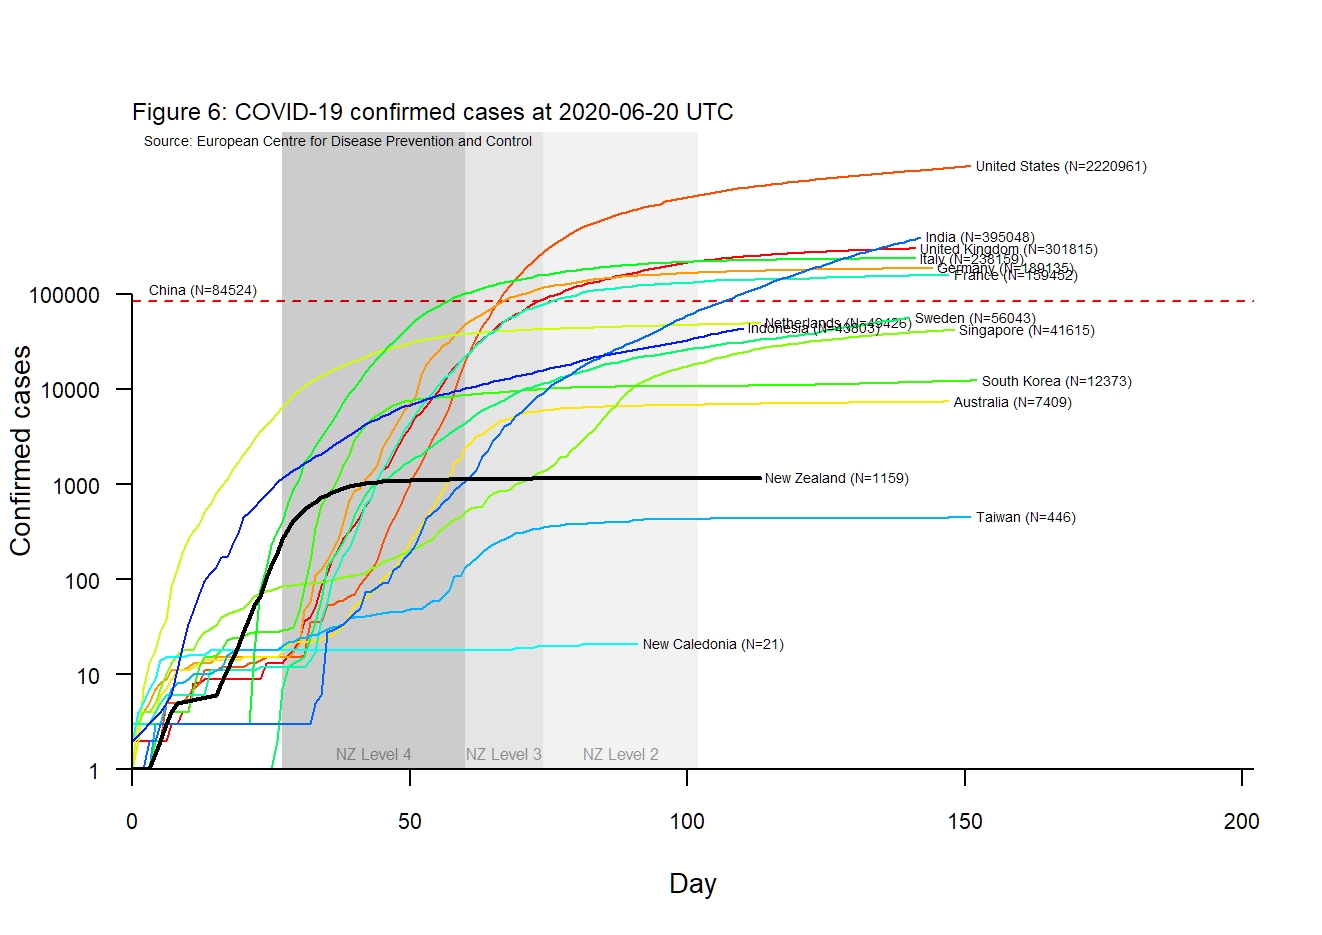 Figure 6: COVID-19 confirmed cases at 2020-06-20 UTC
Source: European Centre for Disease Prevention and Control
United States (N=2220961)
India (N=395048)
United Kingdom (N=301815)
Italy (N=238159)
Germany (N=189135)
France (N=159452)
China (N=84524)
Sweden (N=56043)
Netherlands (N=49426)
Indonesia (N=43803)
Singapore (N=41615)
South Korea (N=12373)
Australia (N=7409)
New Zealand (N=1159)
Taiwan (N=446)
New Caledonia (N=21)
NZ Level 4
NZ Level 3
NZ Level 2
Confirmed cases
100000
10000
1000
100
10
1
0
50
100
150
200
Day